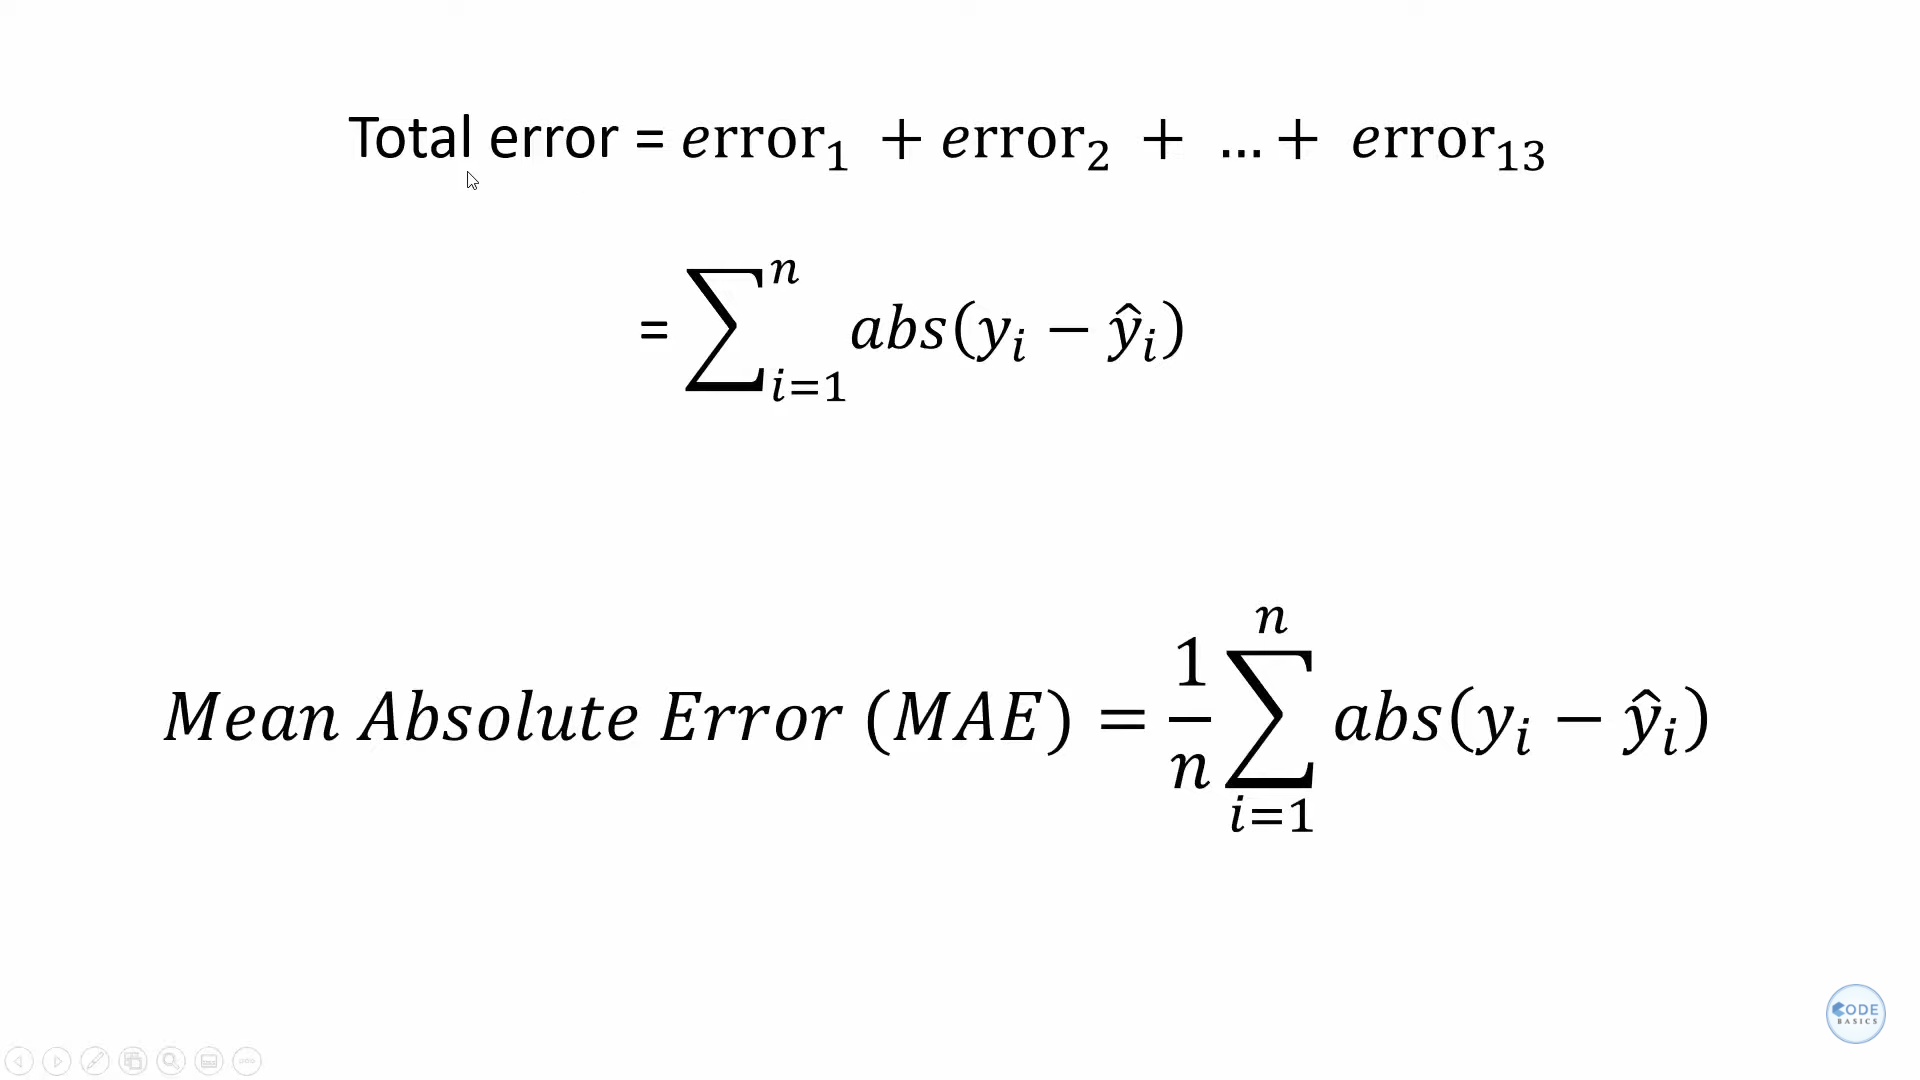 Total error = error₁ + error₂ + ... + error₁₃
= ∑ⁿᵢ₌₁ abs(yᵢ − ŷᵢ)
Mean Absolute Error (MAE) = 1/n ∑ⁿᵢ₌₁ abs(yᵢ − ŷᵢ)
CODE
BASICS